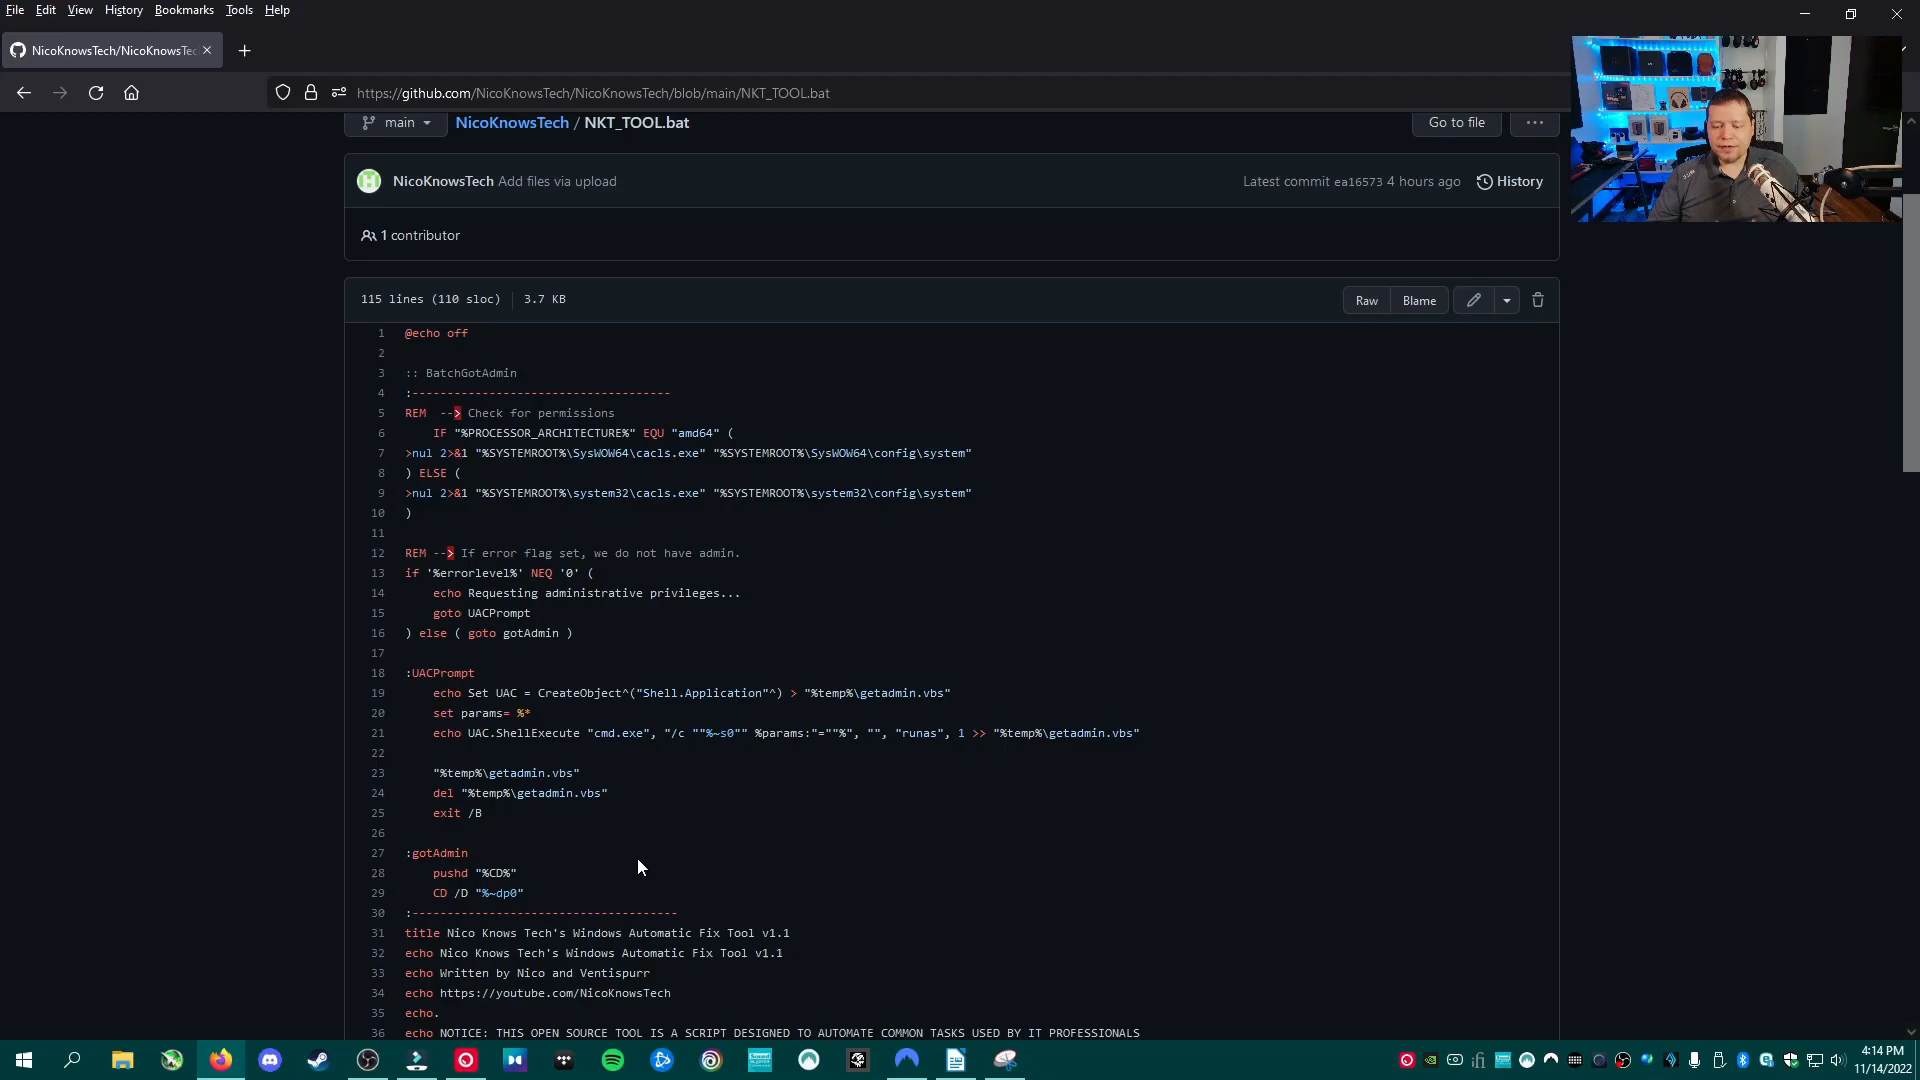 File Edit View History Bookmarks Tools Help
NicoKnowsTech/NicoKnowsTec
https://github.com/NicoKnowsTech/NicoKnowsTech/blob/main/NKT_TOOL.bat
main NicoKnowsTech / NKT_TOOL.bat Go to file ...
NicoKnowsTech Add files via upload Latest commit ea16573 4 hours ago History
1 contributor
115 lines (110 sloc) 3.7 KB Raw Blame
1 @echo off
2
3 :: BatchGotAdmin
4 :-------------------------------------
5 REM --> Check for permissions
6 IF "%PROCESSOR_ARCHITECTURE%" EQU "amd64" (
7 >nul 2>&1 "%SYSTEMROOT%\SysWOW64\cacls.exe" "%SYSTEMROOT%\SysWOW64\config\system"
8 ) ELSE (
9 >nul 2>&1 "%SYSTEMROOT%\system32\cacls.exe" "%SYSTEMROOT%\system32\config\system"
10 )
11
12 REM --> If error flag set, we do not have admin.
13 if '%errorlevel%' NEQ '0' (
14 echo Requesting administrative privileges...
15 goto UACPrompt
16 ) else ( goto gotAdmin )
17
18 :UACPrompt
19 echo Set UAC = CreateObject^("Shell.Application"^) > "%temp%\getadmin.vbs"
20 set params= %*
21 echo UAC.ShellExecute "cmd.exe", "/c ""%~s0"" %params:"=""%", "", "runas", 1 >> "%temp%\getadmin.vbs"
22
23 "%temp%\getadmin.vbs"
24 del "%temp%\getadmin.vbs"
25 exit /B
26
27 :gotAdmin
28 pushd "%CD%"
29 CD /D "%~dp0"
30 :--------------------------------------
31 title Nico Knows Tech's Windows Automatic Fix Tool v1.1
32 echo Nico Knows Tech's Windows Automatic Fix Tool v1.1
33 echo Written by Nico and Ventispurr
34 echo https://youtube.com/NicoKnowsTech
35 echo.
36 echo NOTICE: THIS OPEN SOURCE TOOL IS A SCRIPT DESIGNED TO AUTOMATE COMMON TASKS USED BY IT PROFESSIONALS
4:14 PM
11/14/2022